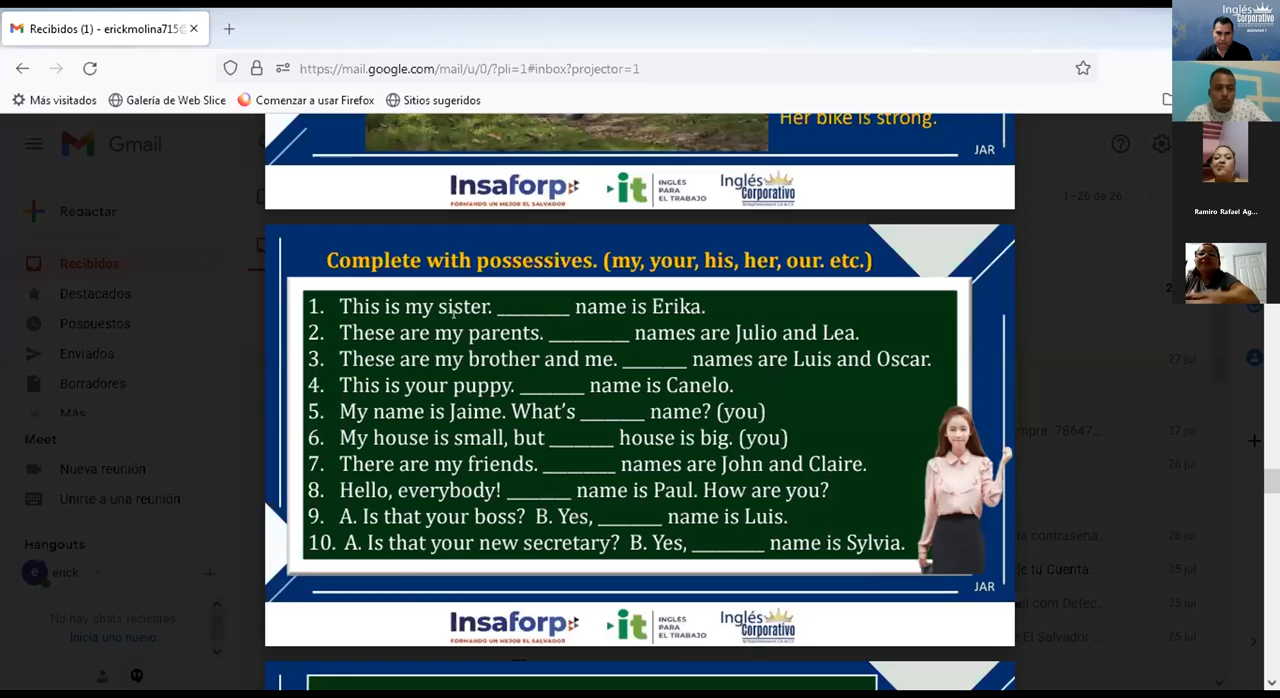 Recibidos (1) - erickmolina715@
https://mail.google.com/mail/u/0/?pli=1#inbox?projector=1
Más visitados
Galería de Web Slice
Comenzar a usar Firefox
Sitios sugeridos
Gmail
Redactar
Recibidos
Destacados
Pospuestos
Enviados
Borradores
Más
Meet
Nueva reunión
Unirte a una reunión
Hangouts
erick
No hay chats recientes
Inicia uno nuevo
Her bike is strong.
JAR
Insaforp
FORMANDO UN MEJOR EL SALVADOR
it
INGLÉS
PARA
EL TRABAJO
Inglés
Corporativo
Complete with possessives. (my, your, his, her, our. etc.)
1. This is my sister. ________ name is Erika.
2. These are my parents. _________ names are Julio and Lea.
3. These are my brother and me. _______ names are Luis and Oscar.
4. This is your puppy. _______ name is Canelo.
5. My name is Jaime. What's _______ name? (you)
6. My house is small, but _______ house is big. (you)
7. There are my friends. ________ names are John and Claire.
8. Hello, everybody! _______ name is Paul. How are you?
9. A. Is that your boss? B. Yes, _______ name is Luis.
10. A. Is that your new secretary? B. Yes, ________ name is Sylvia.
JAR
Insaforp
FORMANDO UN MEJOR EL SALVADOR
it
INGLÉS
PARA
EL TRABAJO
Inglés
Corporativo
1-26 de 26
27 jul
27 jul
26 jul
26 jul
25 jul
25 jul
25 jul
Inglés
Corporativo
Ramiro Rafael Ag...